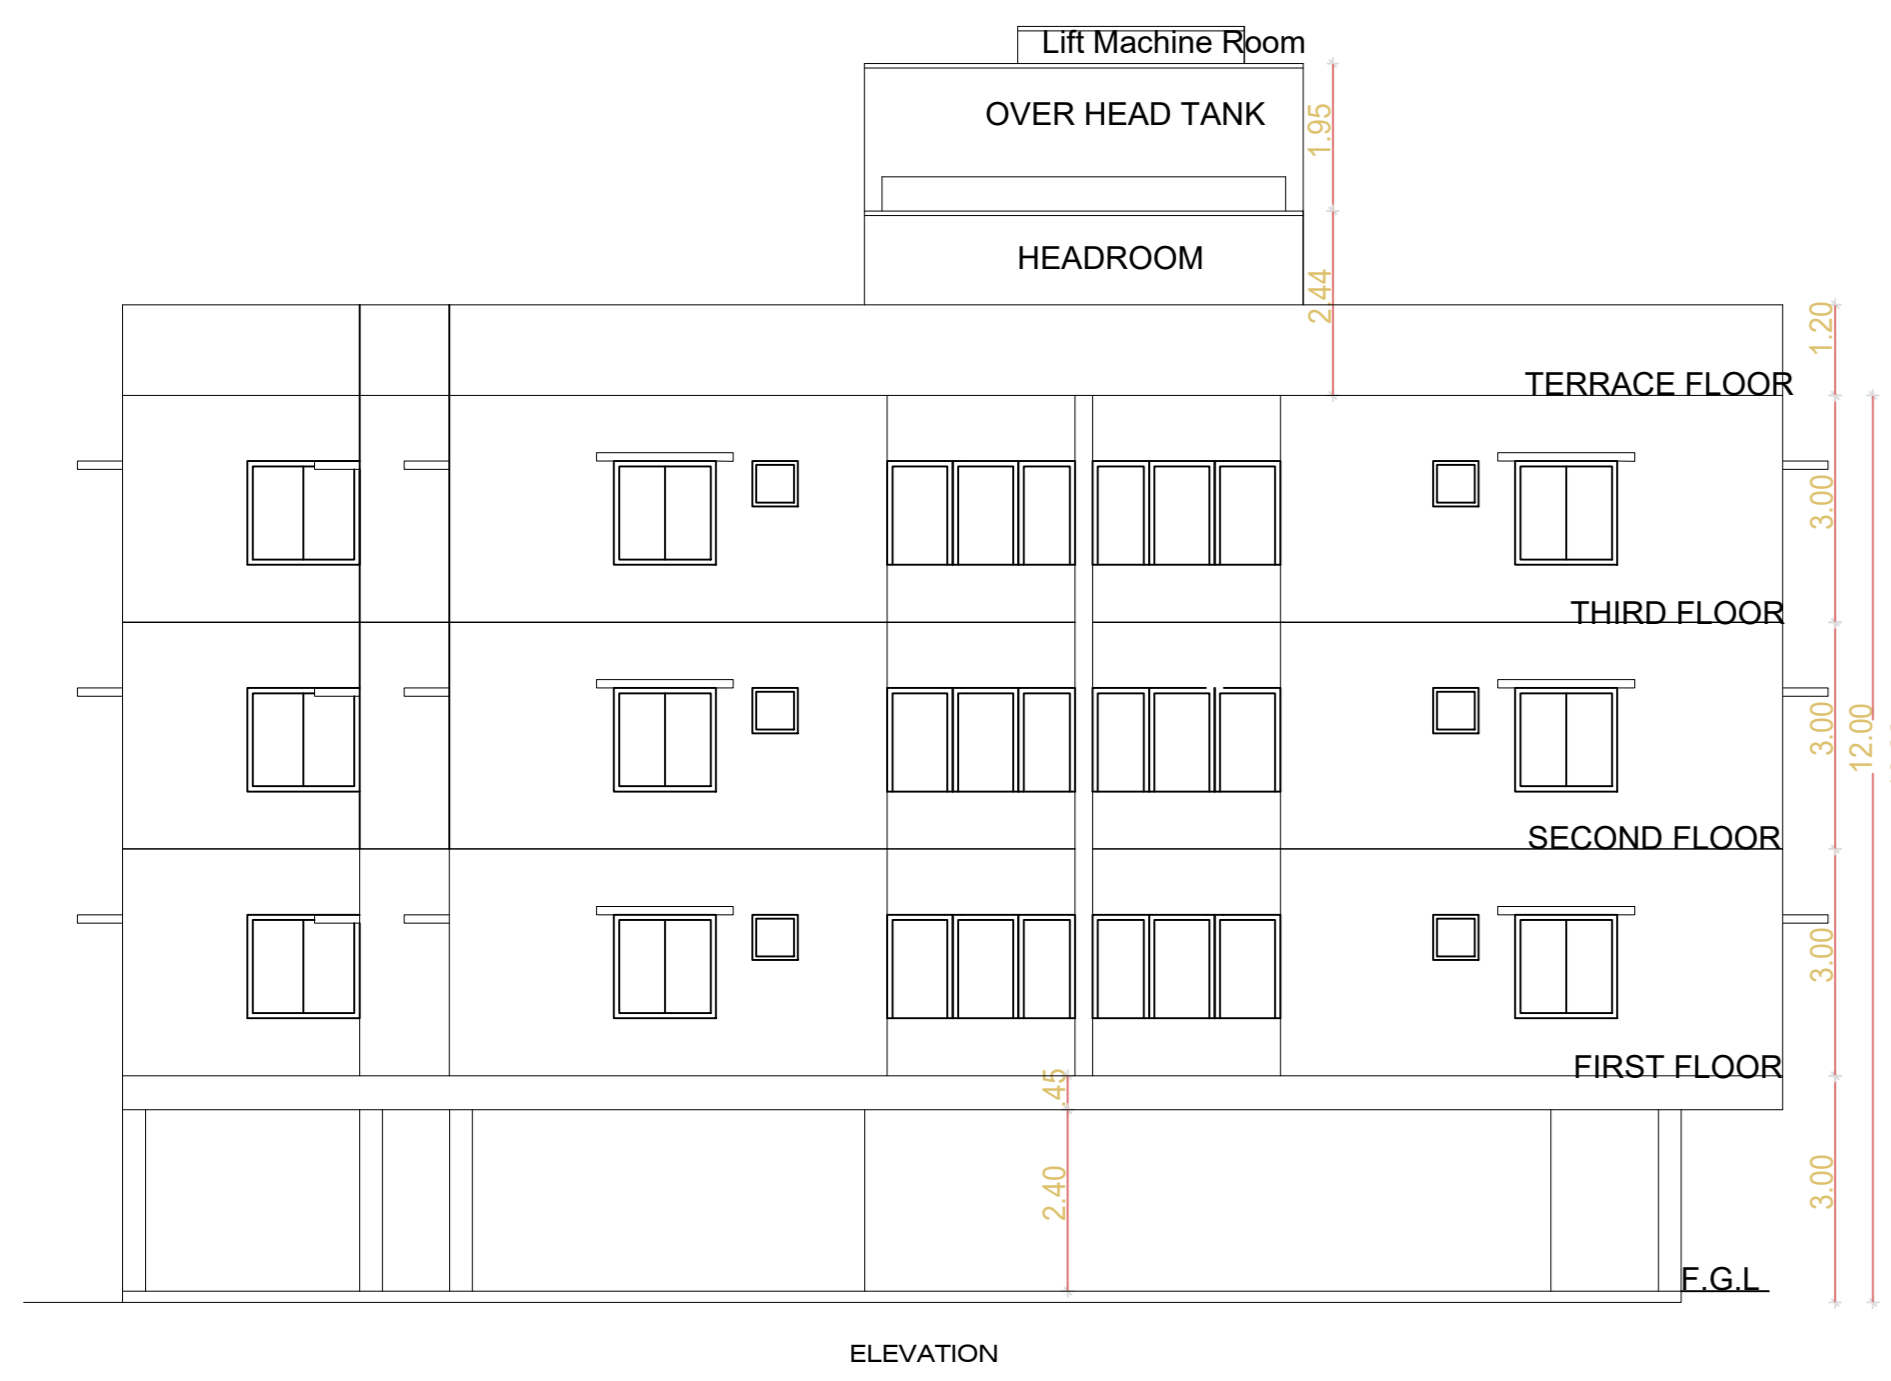 Lift Machine Room
OVER HEAD TANK
1.95
HEADROOM
2.44
1.20
TERRACE FLOOR
3.00
THIRD FLOOR
3.00
12.00
SECOND FLOOR
3.00
FIRST FLOOR
.45
2.40
3.00
F.G.L
ELEVATION